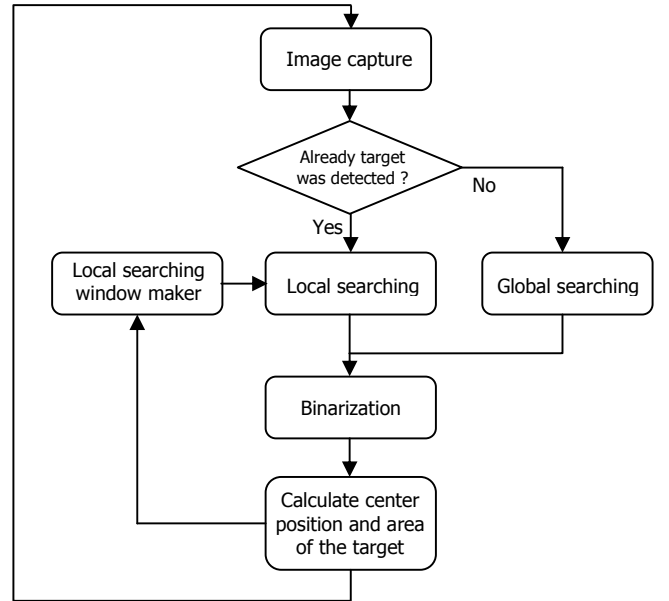 Image capture
Already target
was detected ?
No
Yes
Local searching
window maker
Local searching
Global searching
Binarization
Calculate center
position and area
of the target